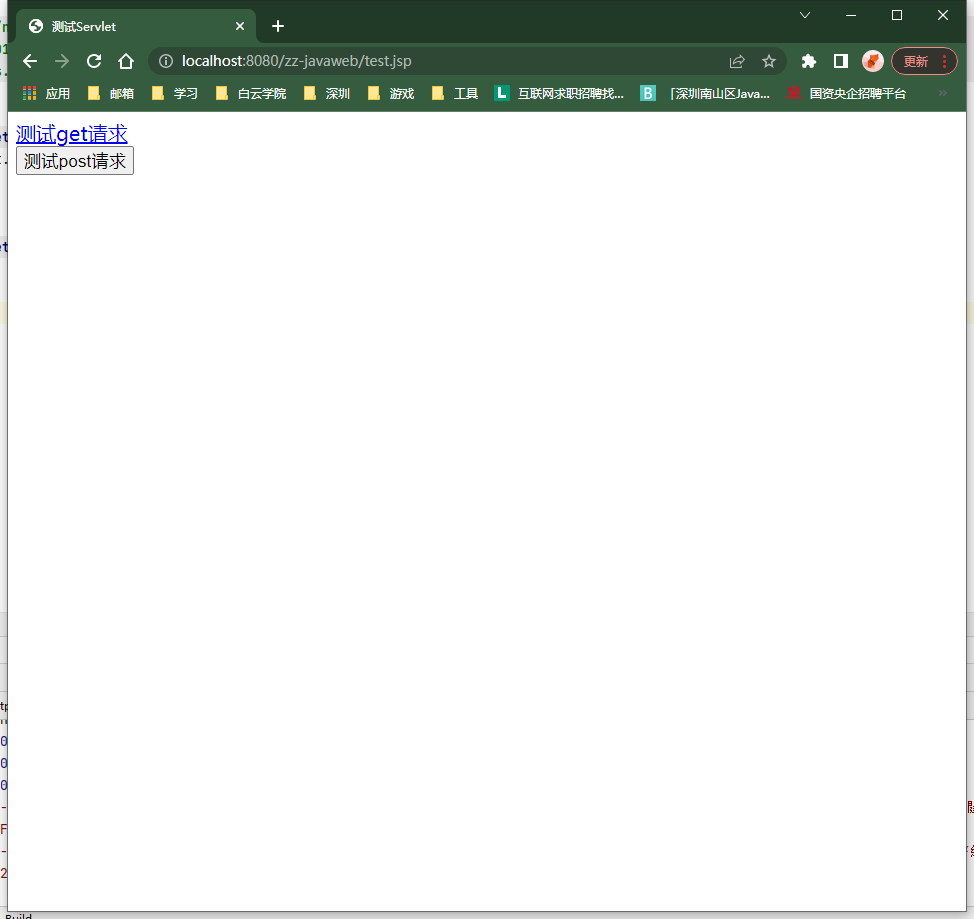 测试Servlet
localhost:8080/zz-javaweb/test.jsp
更新
应用 邮箱 学习 白云学院 深圳 游戏 工具 L 互联网求职招聘找... B 「深圳南山区Java... 国资央企招聘平台 »
测试get请求
测试post请求
Build